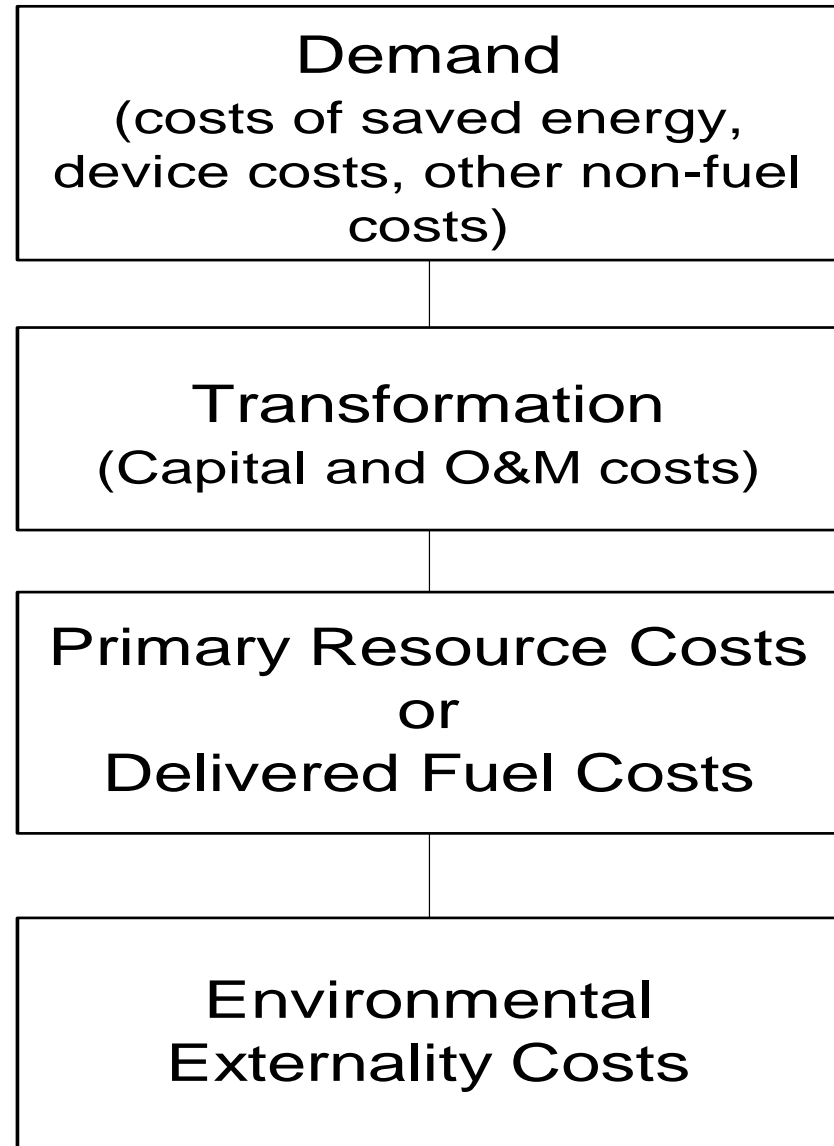 Demand
(costs of saved energy,
device costs, other non-fuel
costs)
Transformation
(Capital and O&M costs)
Primary Resource Costs
or
Delivered Fuel Costs
Environmental
Externality Costs